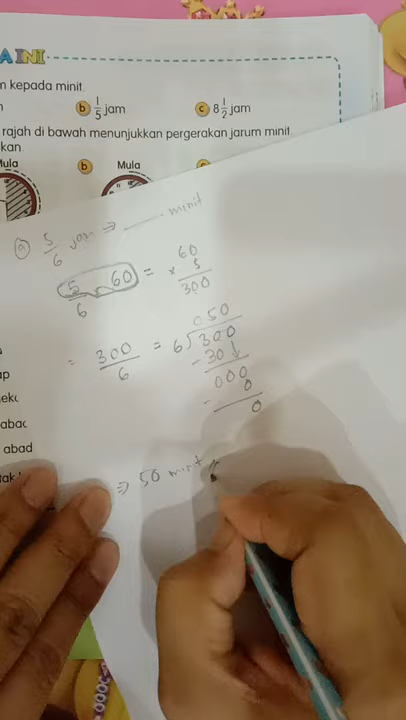 A INI
kepada minit.
b 1/5 jam
c 8 1/2 jam
rajah di bawah menunjukkan pergerakan jarum minit.
kan.
Mula
b Mula
a) 5/6 jam ⇒ ____ minit
5 × 60 / 6 = 60
× 5
300
= 300/6 = 6)300
050
-30↓
000
- 0
0
⇒ 50 minit //
abad